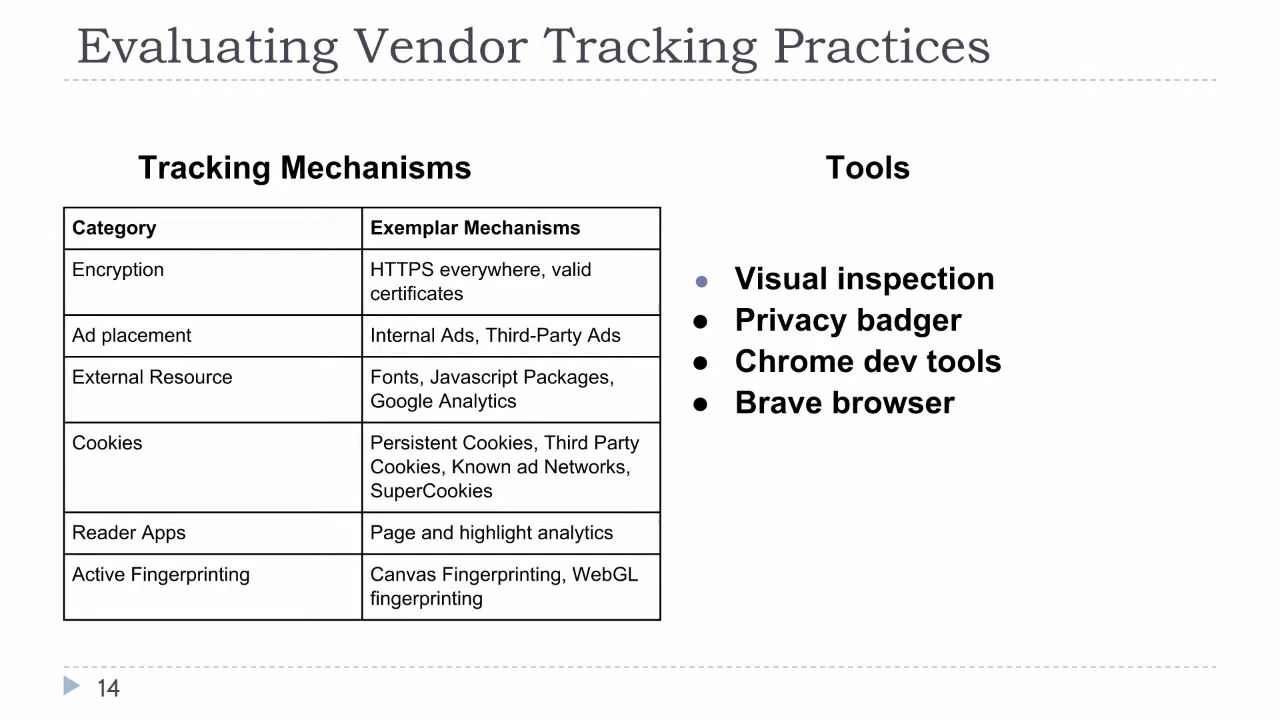 Evaluating Vendor Tracking Practices
Tracking Mechanisms
Category
Exemplar Mechanisms
Encryption
HTTPS everywhere, valid
certificates
Ad placement
Internal Ads, Third-Party Ads
External Resource
Fonts, Javascript Packages,
Google Analytics
Cookies
Persistent Cookies, Third Party
Cookies, Known ad Networks,
SuperCookies
Reader Apps
Page and highlight analytics
Active Fingerprinting
Canvas Fingerprinting, WebGL
fingerprinting
Tools
● Visual inspection
● Privacy badger
● Chrome dev tools
● Brave browser
14